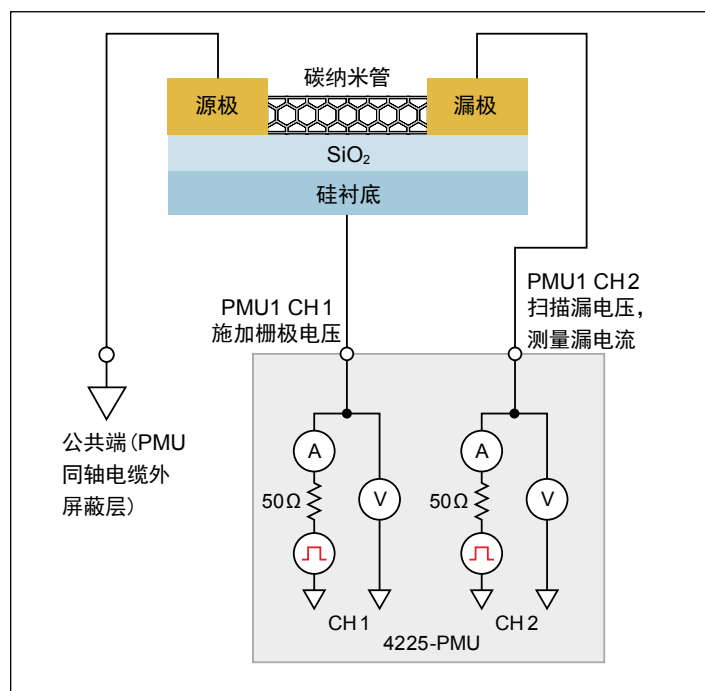 碳纳米管
源极
漏极
SiO₂
硅衬底
PMU1 CH1
施加栅极电压
PMU1 CH2
扫描漏电压，
测量漏电流
公共端（PMU
同轴电缆外
屏蔽层）
A
50Ω
V
A
50Ω
V
CH1
CH2
4225-PMU